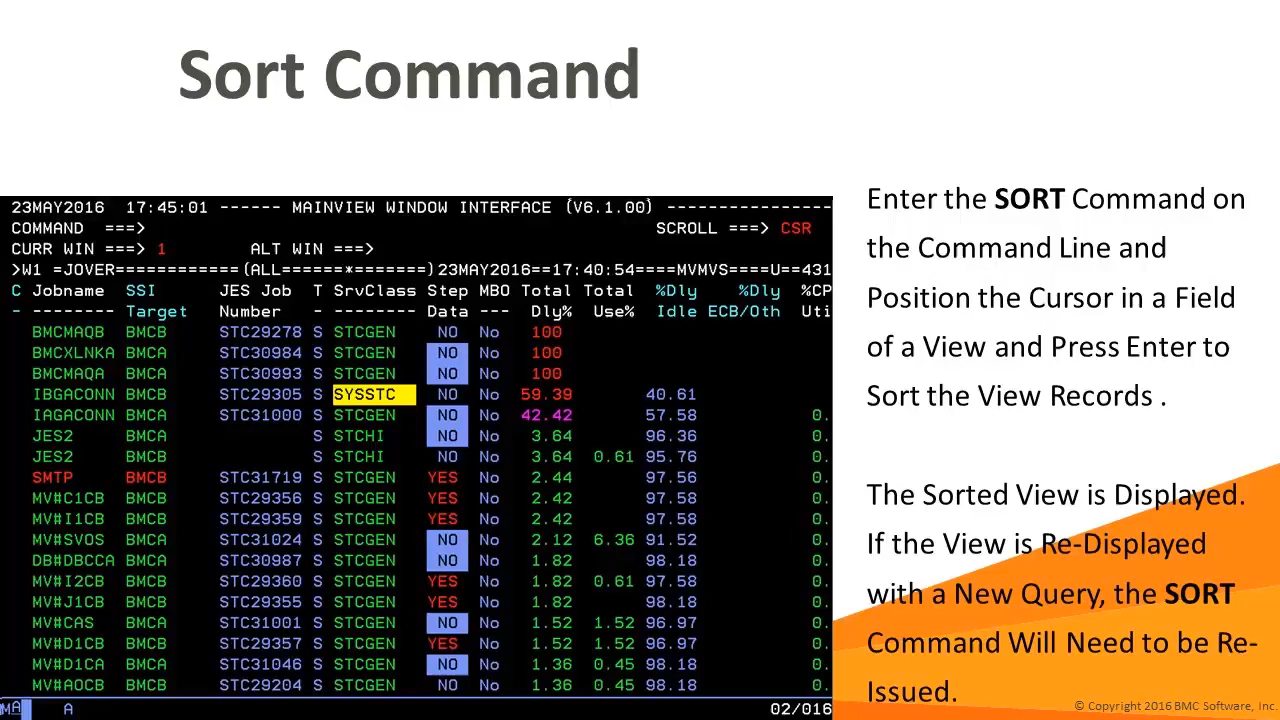 Sort Command
23MAY2016  17:45:01 ------ MAINVIEW WINDOW INTERFACE (V6.1.00) ----------------
COMMAND  ===> SCROLL ===> CSR
CURR WIN ===> 1 ALT WIN ===>
>W1 =JOVER============(ALL======*=======)23MAY2016==17:40:54====MVMVS====U==431
C Jobname SSI JES Job T SrvClass Step MBO Total Total %Dly %Dly %CP
- -------- Target Number - -------- Data --- Dly% Use% Idle ECB/Oth Uti
BMCMAQB BMCB STC29278 S STCGEN NO No 100
BMCXLNKA BMCA STC30984 S STCGEN NO No 100
BMCMAQA BMCA STC30993 S STCGEN NO No 100
IBGACONN BMCB STC29305 S SYSSTC NO No 59.39 40.61
IAGACONN BMCA STC31000 S STCGEN NO No 42.42 57.58 0.
JES2 BMCA S STCHI NO No 3.64 96.36 0.
JES2 BMCB S STCHI NO No 3.64 0.61 95.76 0.
SMTP BMCB STC31719 S STCGEN YES No 2.44 97.56 0.
MV#C1CB BMCB STC29356 S STCGEN YES No 2.42 97.58 0.
MV#I1CB BMCB STC29359 S STCGEN YES No 2.42 97.58 0.
MV#SVOS BMCA STC31024 S STCGEN NO No 2.12 6.36 91.52 0.
DB#DBCCA BMCA STC30987 S STCGEN NO No 1.82 98.18 0.
MV#I2CB BMCB STC29360 S STCGEN YES No 1.82 0.61 97.58 0.
MV#J1CB BMCB STC29355 S STCGEN YES No 1.82 98.18 0.
MV#CAS BMCA STC31001 S STCGEN NO No 1.52 1.52 96.97 0.
MV#D1CB BMCB STC29357 S STCGEN YES No 1.52 1.52 96.97 0.
MV#D1CA BMCA STC31046 S STCGEN NO No 1.36 0.45 98.18 0.
MV#AOCB BMCB STC29204 S STCGEN NO No 1.36 0.45 98.18 0.
MA A 02/016
Enter the SORT Command on
the Command Line and
Position the Cursor in a Field
of a View and Press Enter to
Sort the View Records .
The Sorted View is Displayed.
If the View is Re-Displayed
with a New Query, the SORT
Command Will Need to be Re-
Issued.
© Copyright 2016 BMC Software, Inc.